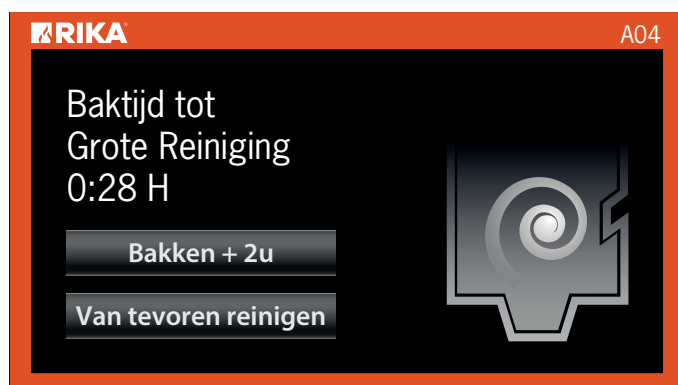 RIKA
A04
Baktijd tot
Grote Reiniging
0:28 H
Bakken + 2u
Van tevoren reinigen